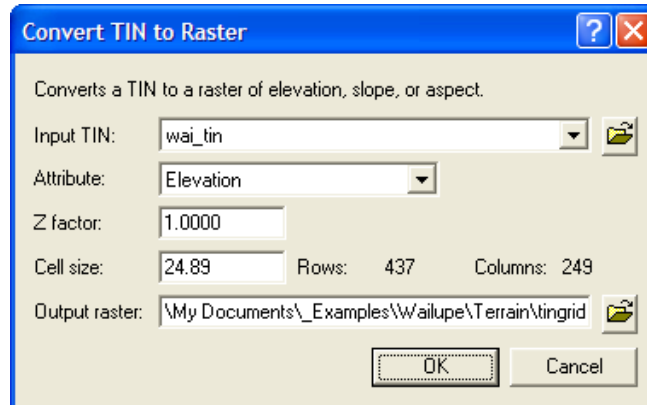 Convert TIN to Raster
Converts a TIN to a raster of elevation, slope, or aspect.
Input TIN: wai_tin
Attribute: Elevation
Z factor: 1.0000
Cell size: 24.89 Rows: 437 Columns: 249
Output raster: \My Documents\_Examples\Wailupe\Terrain\tingrid
OK Cancel